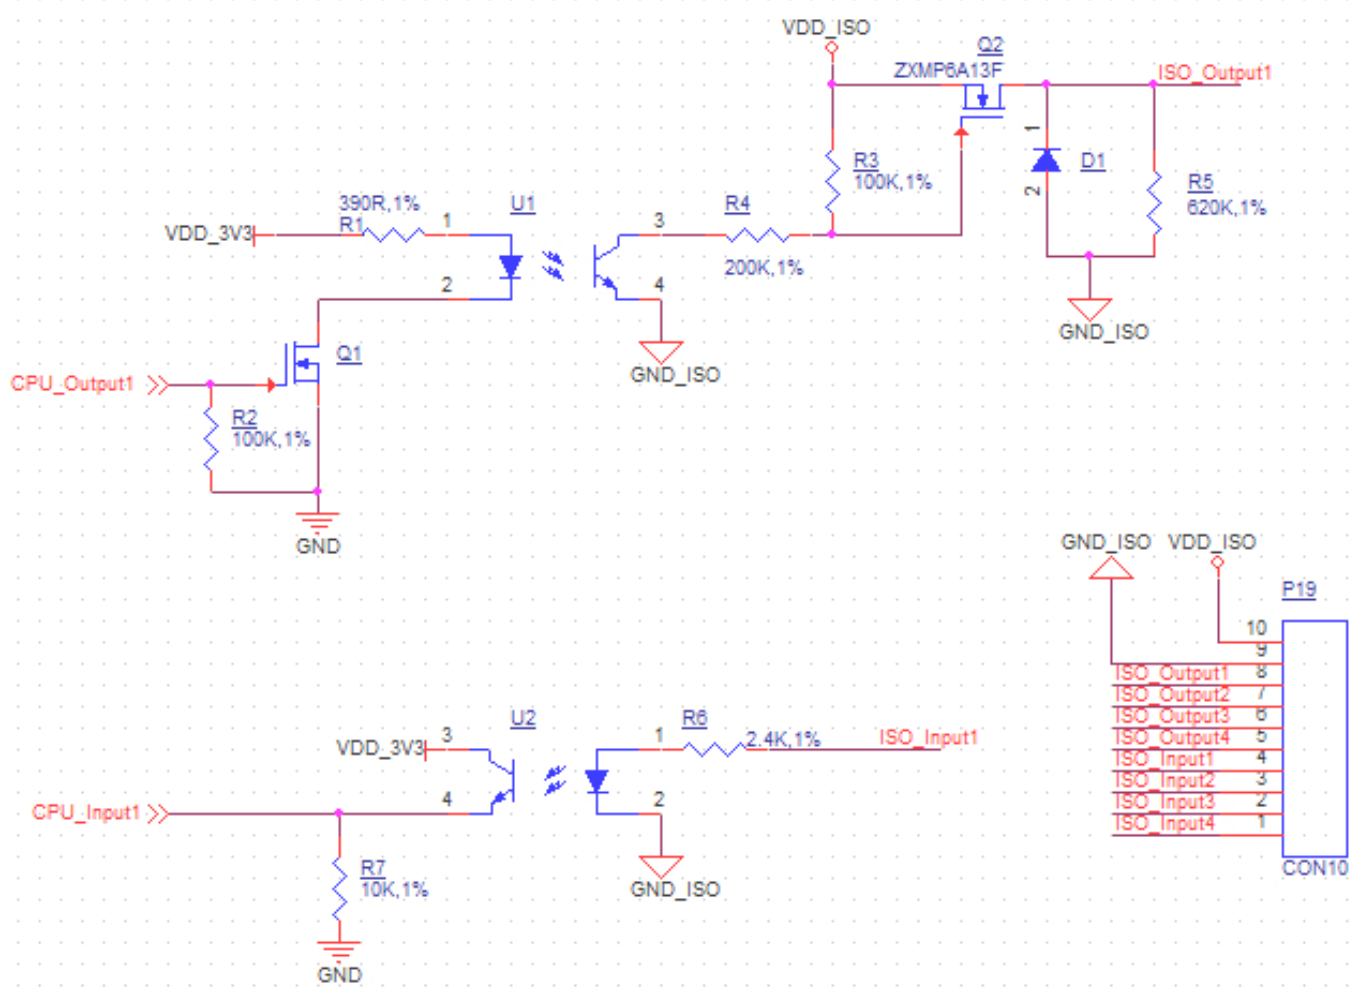 VDD_ISO
Q2
ZXMP6A13F
ISO_Output1
1
D1
2
R3
100K,1%
R5
620K,1%
390R,1%
R1
VDD_3V3
1
U1
2
3
4
R4
200K,1%
GND_ISO
GND_ISO
CPU_Output1
Q1
R2
100K,1%
GND
GND_ISO
VDD_ISO
P19
10
9
ISO_Output1 8
ISO_Output2 7
ISO_Output3 6
ISO_Output4 5
ISO_Input1 4
ISO_Input2 3
ISO_Input3 2
ISO_Input4 1
CON10
VDD_3V3
3
U2
4
1
2
R6
2.4K,1%
ISO_Input1
CPU_Input1
R7
10K,1%
GND
GND_ISO